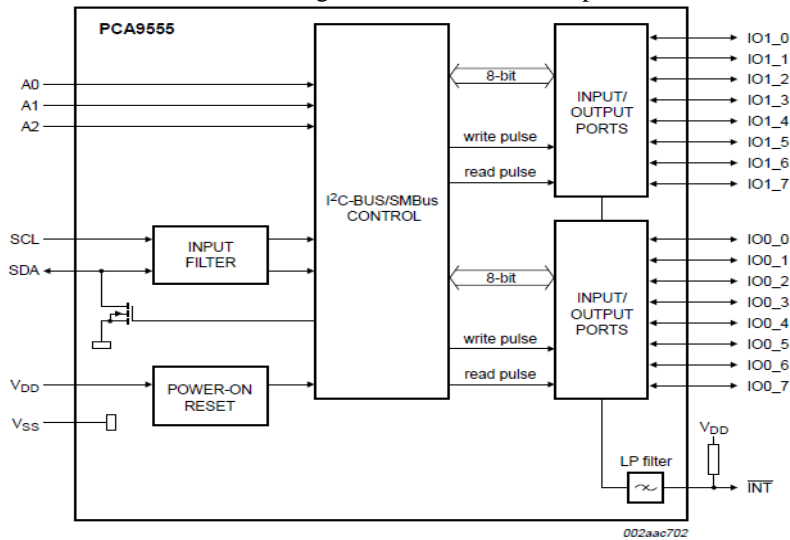 PCA9555
A0
A1
A2
SCL
SDA
VDD
VSS
INPUT
FILTER
POWER-ON
RESET
I2C-BUS/SMBus
CONTROL
8-bit
write pulse
read pulse
INPUT/
OUTPUT
PORTS
IO1_0
IO1_1
IO1_2
IO1_3
IO1_4
IO1_5
IO1_6
IO1_7
8-bit
write pulse
read pulse
INPUT/
OUTPUT
PORTS
IO0_0
IO0_1
IO0_2
IO0_3
IO0_4
IO0_5
IO0_6
IO0_7
VDD
LP filter
INT
002aac702